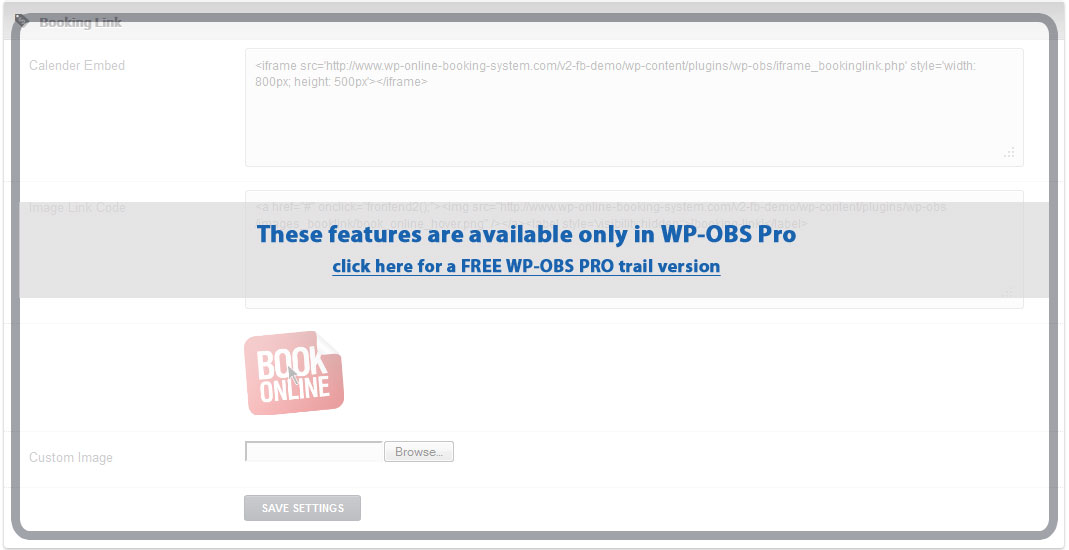 Booking Link
Calender Embed
<iframe src='http://www.wp-online-booking-system.com/v2-fb-demo/wp-content/plugins/wp-obs/iframe_bookinglink.php' style='width:
800px; height: 500px'></iframe>
Image Link Code
<a href="#" onclick="frontend2();"><img src="http://www.wp-online-booking-system.com/v2-fb-demo/wp-content/plugins/wp-obs
These features are available only in WP-OBS Pro
click here for a FREE WP-OBS PRO trail version
BOOK
ONLINE
Custom Image
Browse...
SAVE SETTINGS